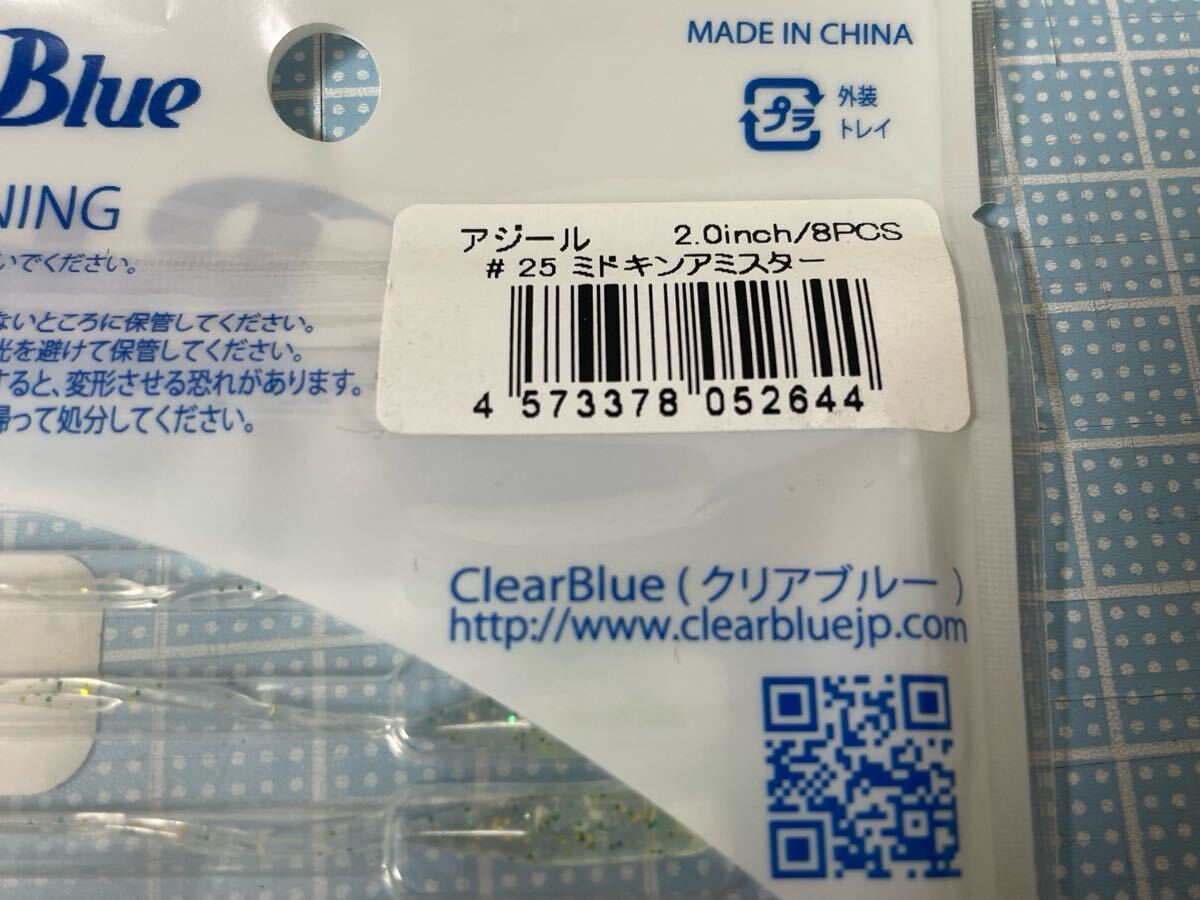 Blue
MADE IN CHINA
プラ
外装
トレイ
NING
いでください。
ないところに保管してください。
光を避けて保管してください。
すると、変形させる恐れがあります。
帰って処分してください。
アジール 2.0inch/8PCS
# 25 ミドキンアミスター
4 573378 052644
ClearBlue ( クリアブルー )
http://www.clearbluejp.com